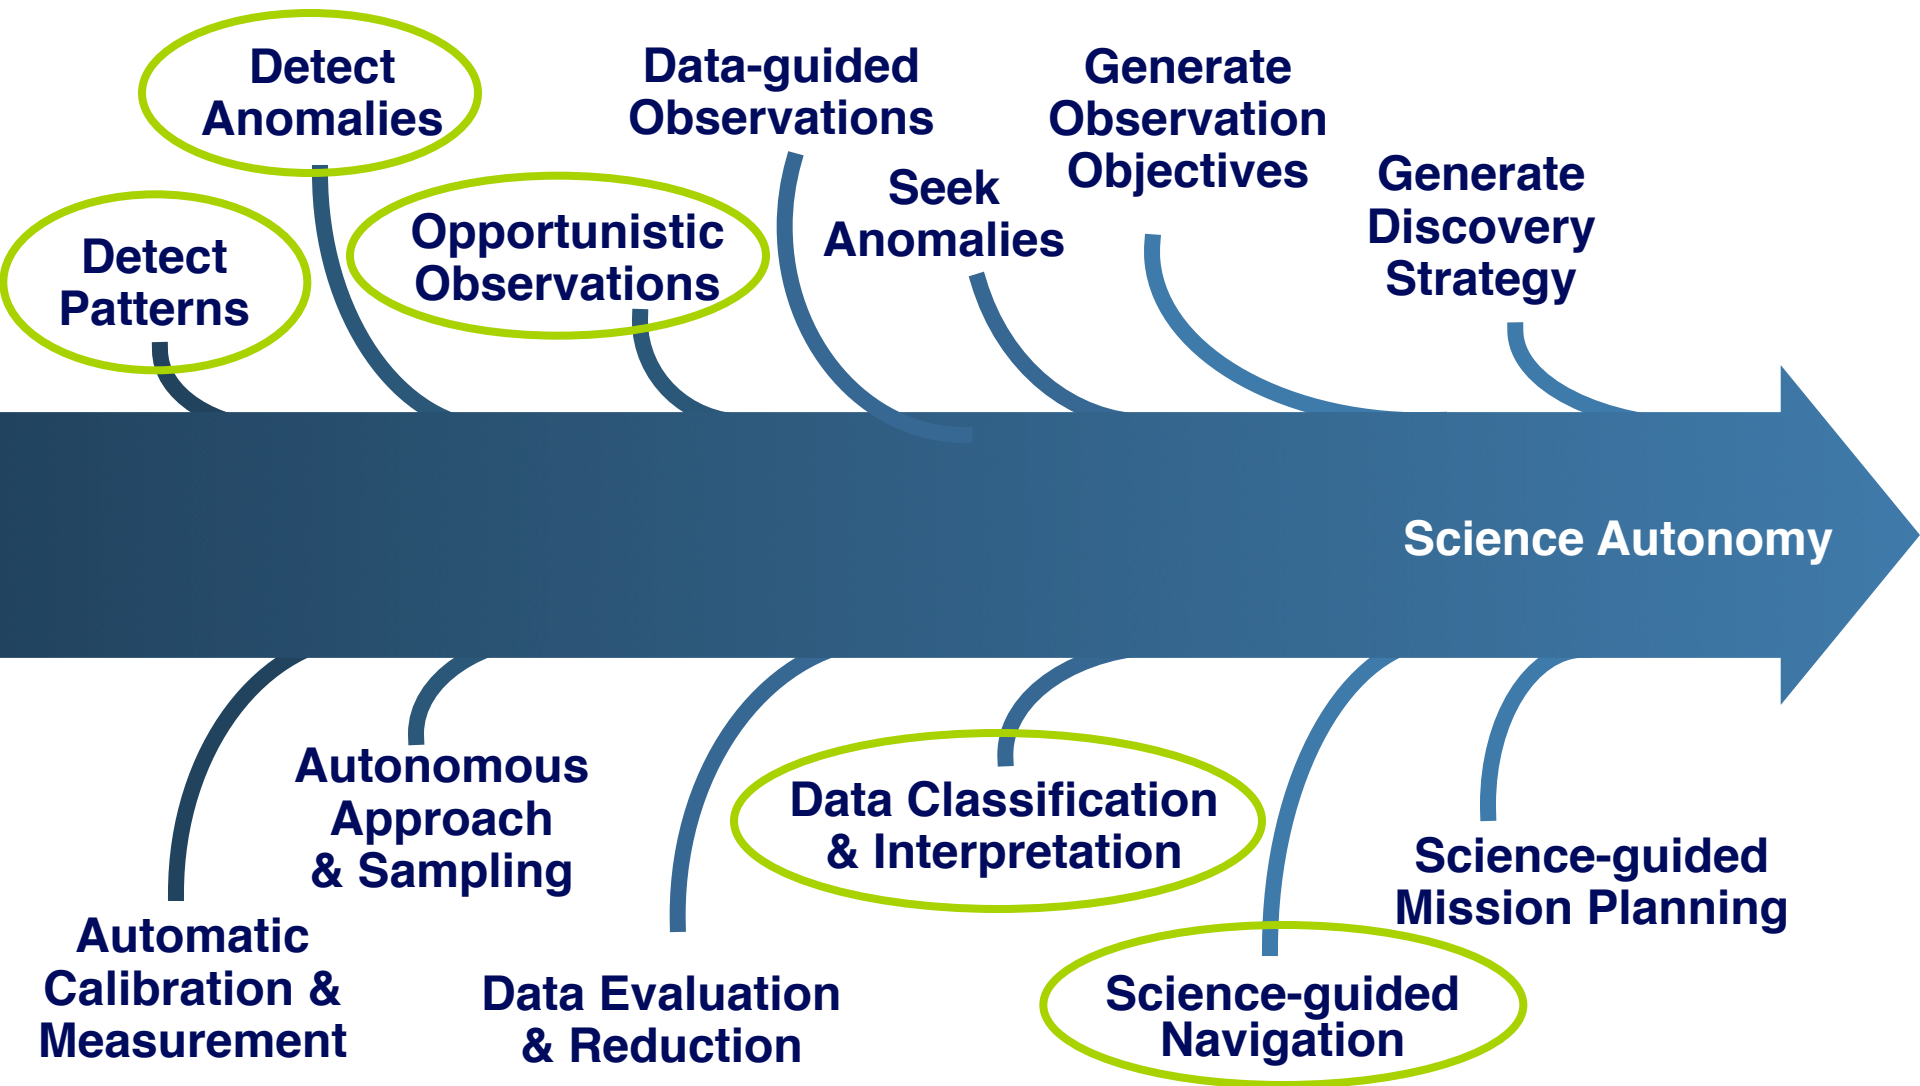 Detect
Anomalies
Data-guided
Observations
Generate
Observation
Objectives
Detect
Patterns
Opportunistic
Observations
Seek
Anomalies
Generate
Discovery
Strategy
Science Autonomy
Automatic
Calibration &
Measurement
Autonomous
Approach
& Sampling
Data Evaluation
& Reduction
Data Classification
& Interpretation
Science-guided
Navigation
Science-guided
Mission Planning